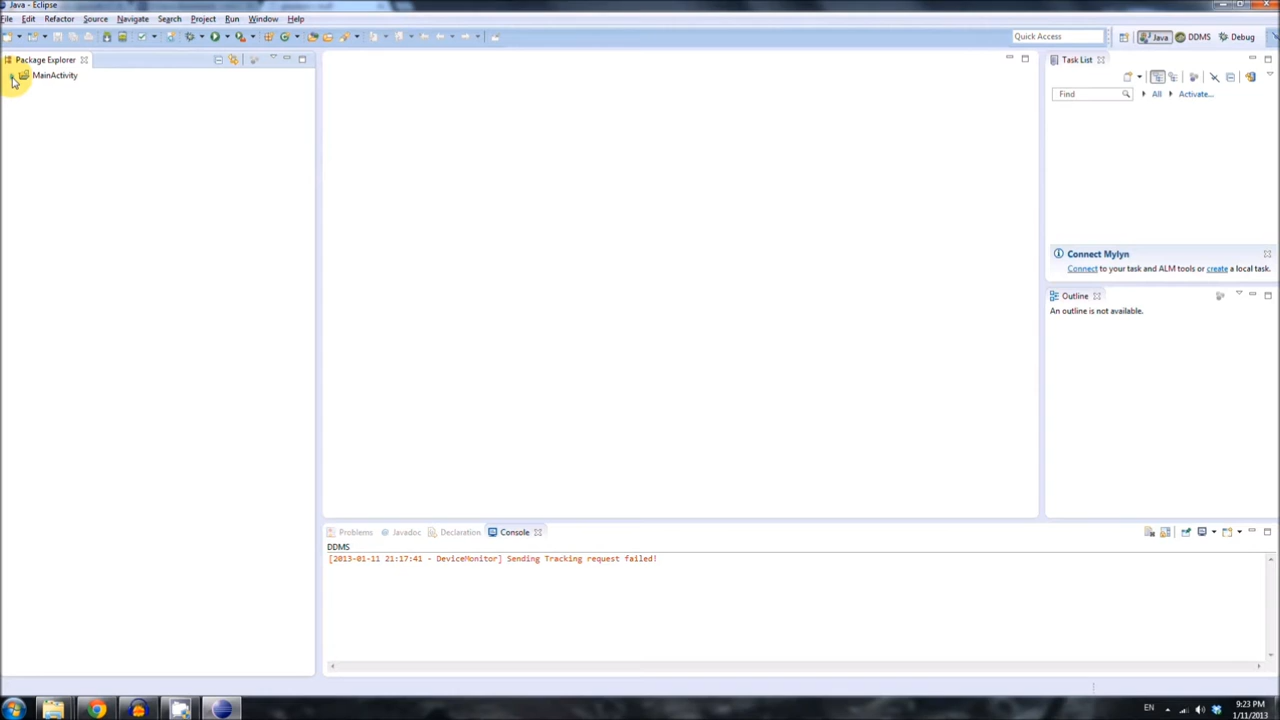 Java - Eclipse
File Edit Refactor Source Navigate Search Project Run Window Help
Quick Access Java DDMS Debug
Package Explorer
MainActivity
Task List
Find All Activate...
Connect Mylyn
Connect to your task and ALM tools or create a local task.
Outline
An outline is not available.
Problems Javadoc Declaration Console
DDMS
[2013-01-11 21:17:41 - DeviceMonitor] Sending Tracking request failed!
EN 9:23 PM
1/11/2013